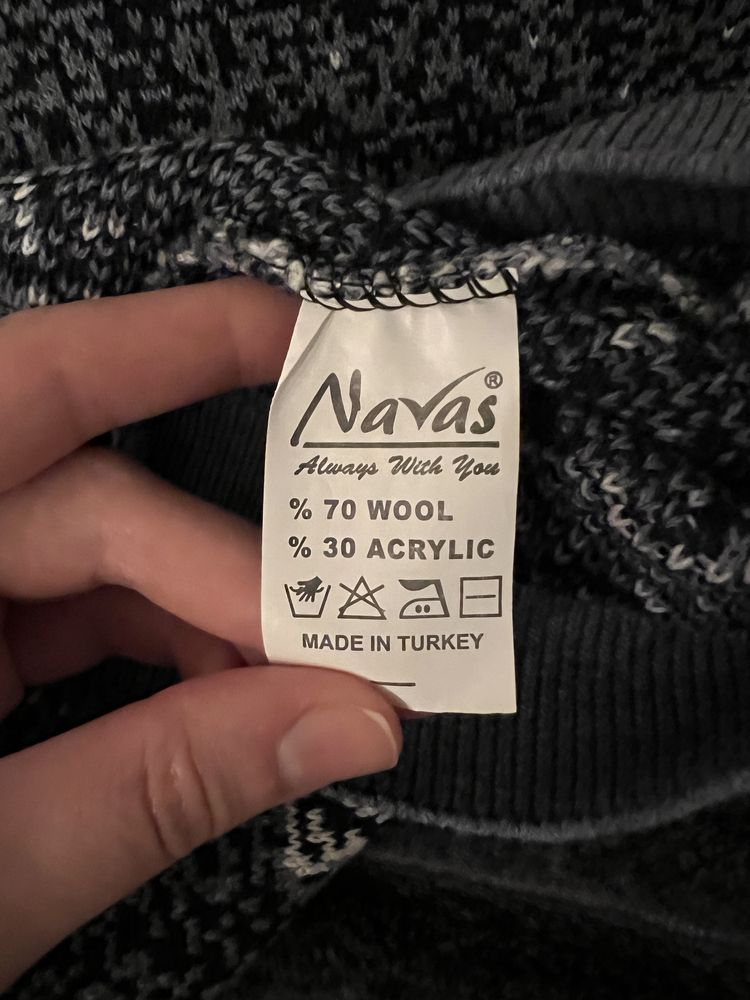 Navas®
Always With You
% 70 WOOL
% 30 ACRYLIC
MADE IN TURKEY